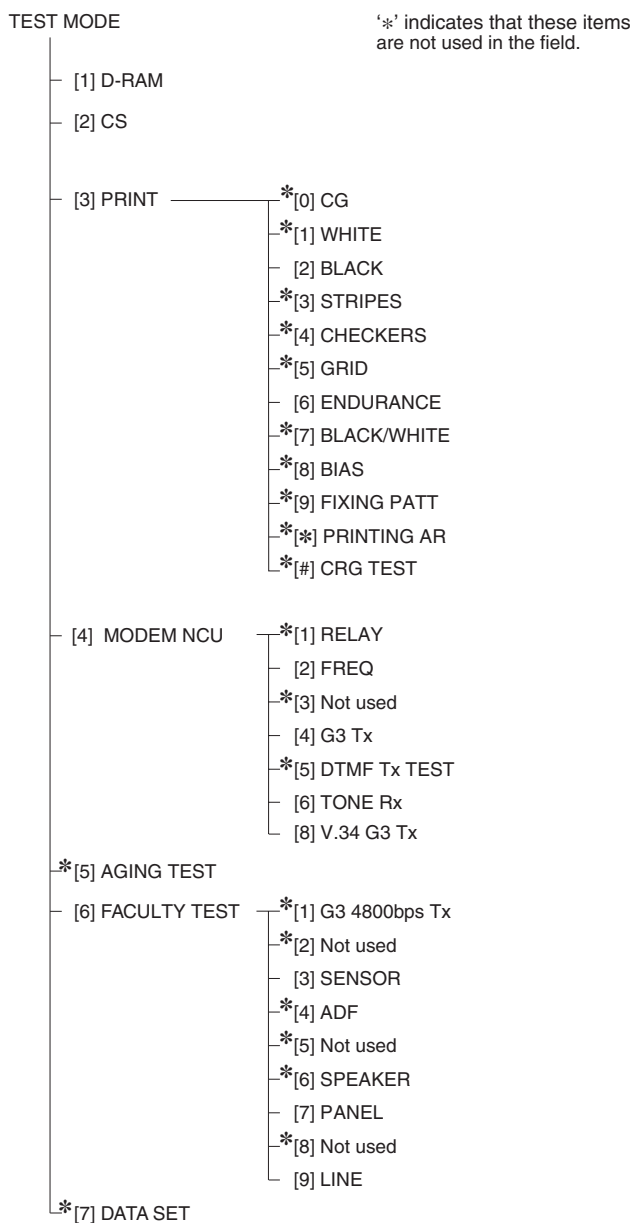 TEST MODE
‘*’ indicates that these items
are not used in the field.
[1] D-RAM
[2] CS
[3] PRINT
*[0] CG
*[1] WHITE
[2] BLACK
*[3] STRIPES
*[4] CHECKERS
*[5] GRID
[6] ENDURANCE
*[7] BLACK/WHITE
*[8] BIAS
*[9] FIXING PATT
*[*] PRINTING AR
*[#] CRG TEST
[4] MODEM NCU
*[1] RELAY
[2] FREQ
*[3] Not used
[4] G3 Tx
*[5] DTMF Tx TEST
[6] TONE Rx
[8] V.34 G3 Tx
*[5] AGING TEST
[6] FACULTY TEST
*[1] G3 4800bps Tx
*[2] Not used
[3] SENSOR
*[4] ADF
*[5] Not used
*[6] SPEAKER
[7] PANEL
*[8] Not used
[9] LINE
*[7] DATA SET